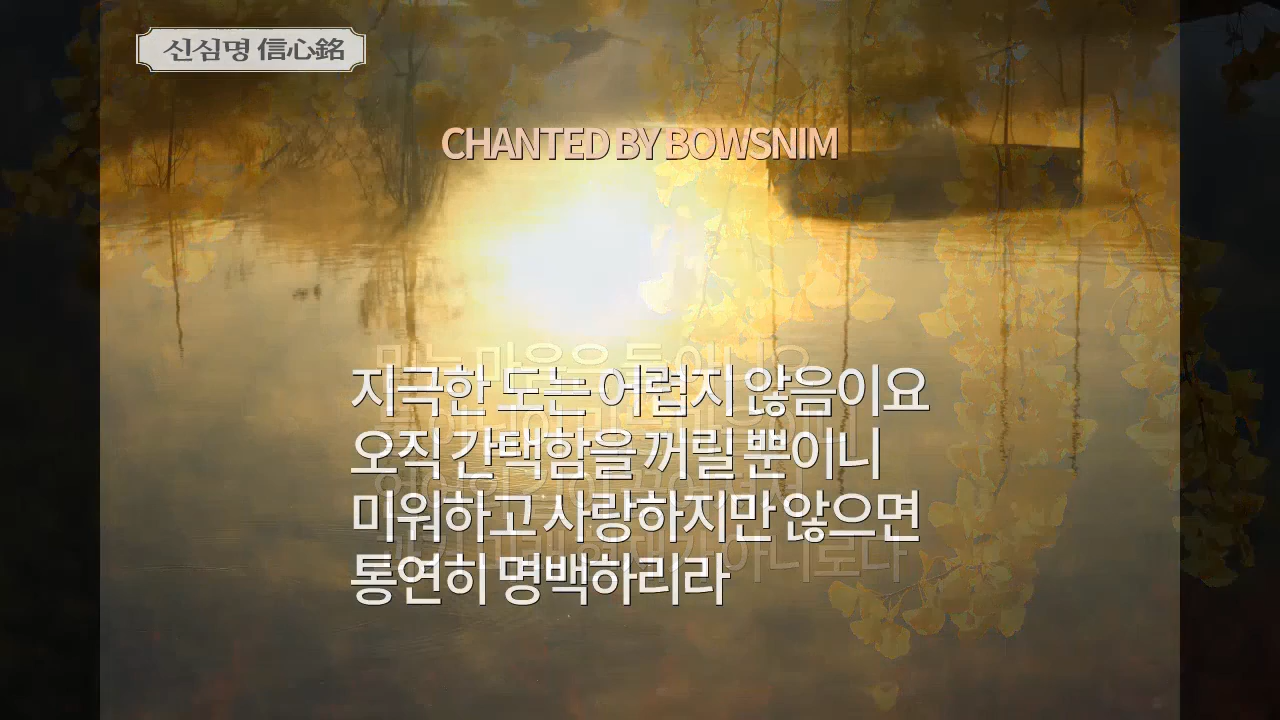 신심명 信心銘
CHANTED BY BOWSNIM
지극한 도는 어렵지 않음이요
오직 간택함을 꺼릴 뿐이니
미워하고 사랑하지만 않으면
통연히 명백하리라